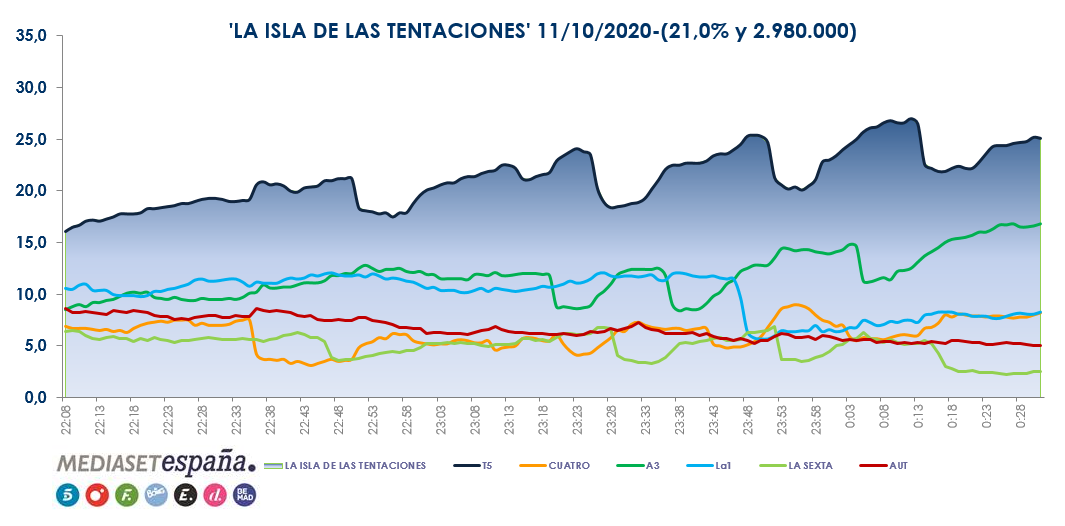 'LA ISLA DE LAS TENTACIONES' 11/10/2020-(21,0% y 2.980.000)
35,0
30,0
25,0
20,0
15,0
10,0
5,0
0,0
22:08 22:13 22:18 22:23 22:28 22:33 22:38 22:43 22:48 22:53 22:58 23:03 23:08 23:13 23:18 23:23 23:28 23:33 23:38 23:43 23:48 23:53 23:58 0:03 0:08 0:13 0:18 0:23 0:28
MEDIASETespaña.
LA ISLA DE LAS TENTACIONES T5 CUATRO A3 La1 LA SEXTA AUT
5 F. Boing E. d. BE MAD